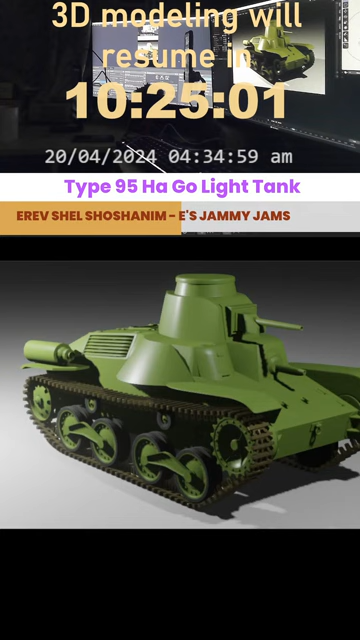 3D modeling will
resume in
10:25:01
20/04/2024 04:34:59 am
Type 95 Ha Go Light Tank
EREV SHEL SHOSHANIM - E'S JAMMY JAMS